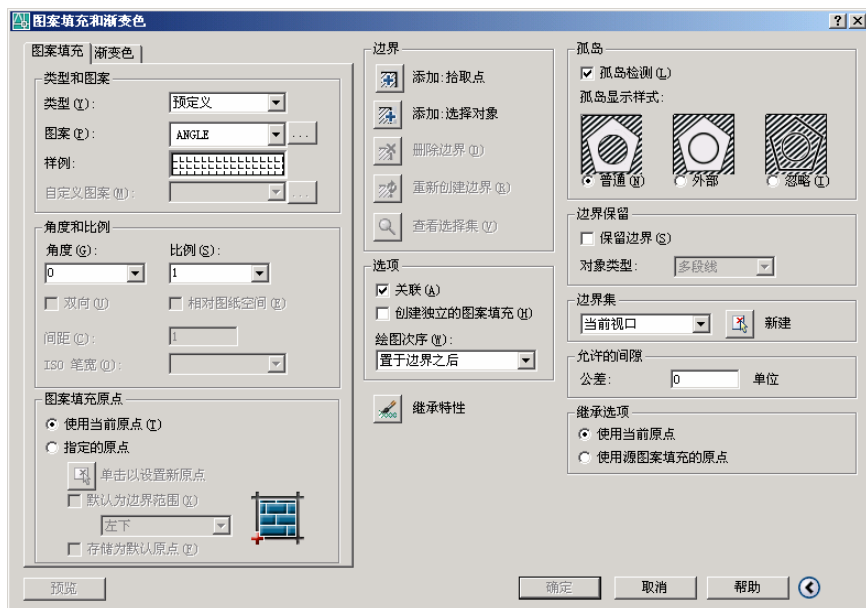 图案填充和渐变色
图案填充 渐变色
类型和图案
类型(Y): 预定义
图案(P): ANGLE ...
样例:
自定义图案(M): ...
角度和比例
角度(G): 比例(S):
0 1
双向(U) 相对图纸空间(E)
间距(C): 1
ISO 笔宽(O):
图案填充原点
使用当前原点(T)
指定的原点
单击以设置新原点
默认为边界范围(X)
左下
存储为默认原点(F)
预览
边界
添加:拾取点
添加:选择对象
删除边界(D)
重新创建边界(R)
查看选择集(V)
选项
关联(A)
创建独立的图案填充(H)
绘图次序(W):
置于边界之后
继承特性
孤岛
孤岛检测(L)
孤岛显示样式:
普通(N) 外部 忽略(I)
边界保留
保留边界(S)
对象类型: 多段线
边界集
当前视口 新建
允许的间隙
公差: 0 单位
继承选项
使用当前原点
使用源图案填充的原点
确定 取消 帮助